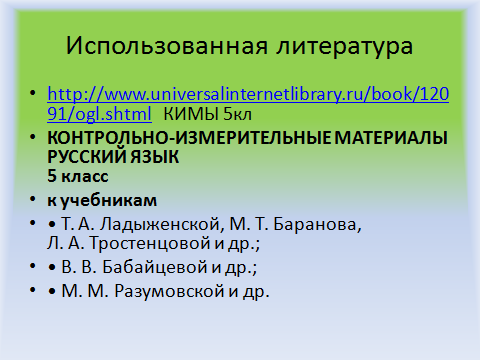 Использованная литература
• http://www.universalinternetlibrary.ru/book/120
91/ogl.shtml КИМЫ 5кл
• КОНТРОЛЬНО-ИЗМЕРИТЕЛЬНЫЕ МАТЕРИАЛЫ
РУССКИЙ ЯЗЫК
5 класс
• к учебникам
• • Т. А. Ладыженской, М. Т. Баранова,
Л. А. Тростенцовой и др.;
• • В. В. Бабайцевой и др.;
• • М. М. Разумовской и др.